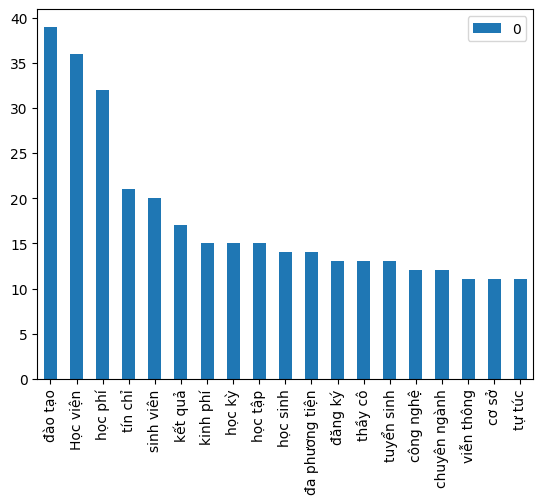 0
40
35
30
25
20
15
10
5
0
đào tạo
Học viện
học phí
tín chỉ
sinh viên
kết quả
kinh phí
học kỳ
học tập
học sinh
đa phương tiện
đăng ký
thầy cô
tuyển sinh
công nghệ
chuyên ngành
viễn thông
cơ sở
tự túc